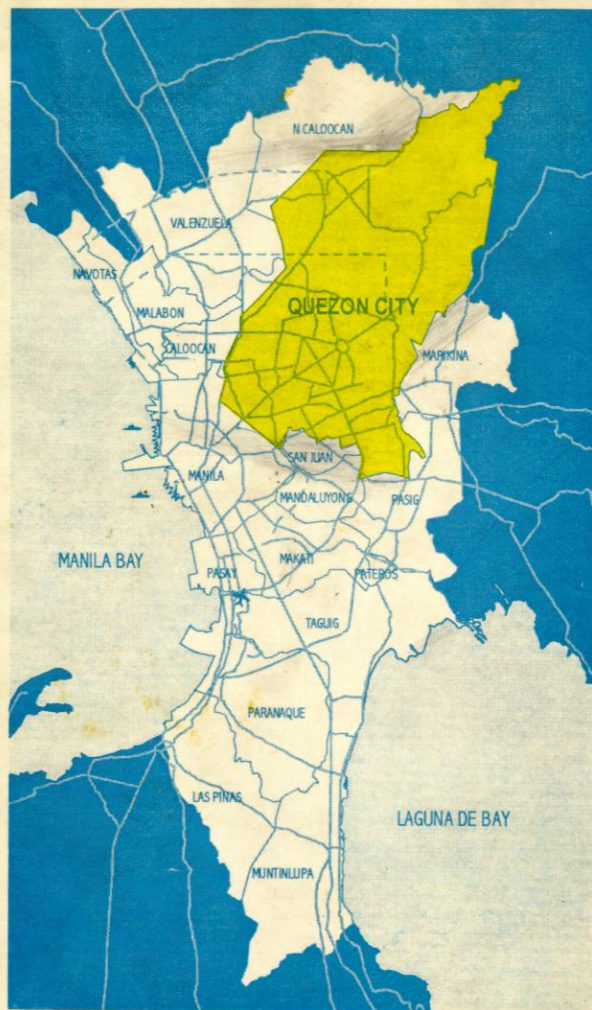 N CALOOCAN
VALENZUELA
NAVOTAS
QUEZON CITY
MALABON
CALOOCAN
MARIKINA
SAN JUAN
MANILA
MANDALUYONG
PASIG
MANILA BAY
MAKATI
PASAY
PATEROS
TAGUIG
PARANAQUE
LAS PINAS
LAGUNA DE BAY
MUNTINLUPA